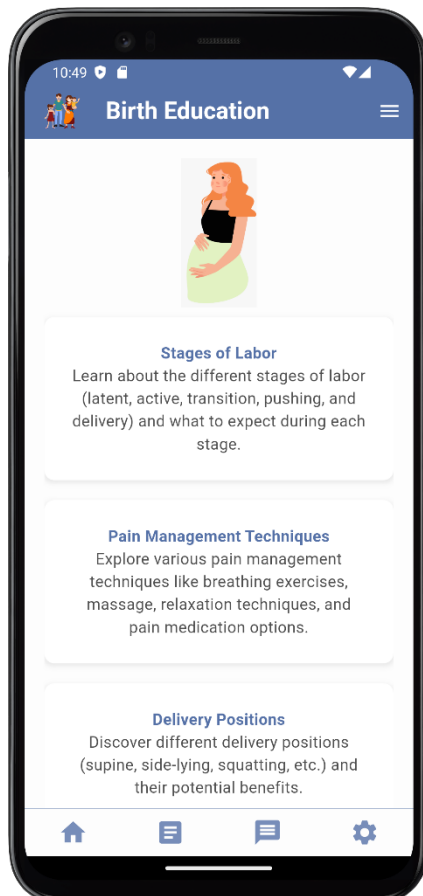 10:49
Birth Education
Stages of Labor
Learn about the different stages of labor
(latent, active, transition, pushing, and
delivery) and what to expect during each
stage.
Pain Management Techniques
Explore various pain management
techniques like breathing exercises,
massage, relaxation techniques, and
pain medication options.
Delivery Positions
Discover different delivery positions
(supine, side-lying, squatting, etc.) and
their potential benefits.